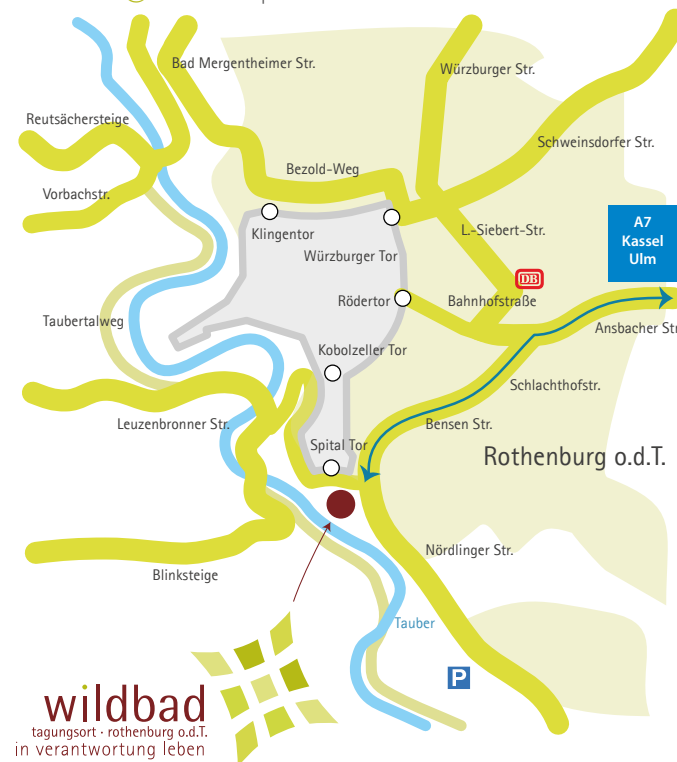 Bad Mergentheimer Str.
Würzburger Str.
Reutsächersteige
Schweinsdorfer Str.
Bezold-Weg
Vorbachstr.
Klingentor
L.-Siebert-Str.
A7
Kassel
Ulm
Würzburger Tor
DB
Rödertor
Bahnhofstraße
Taubertalweg
Ansbacher Str
Kobolzeller Tor
Schlachthofstr.
Leuzenbronner Str.
Bensen Str.
Spital Tor
Rothenburg o.d.T.
Nördlinger Str.
Blinksteige
Tauber
P
wildbad
tagungsort · rothenburg o.d.T.
in verantwortung leben